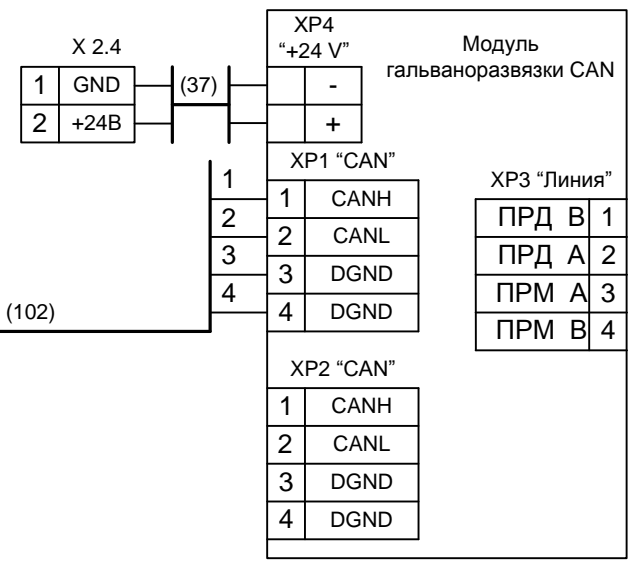 XP4
“+24 V”
Модуль
гальваноразвязки CAN
X 2.4
1 GND (37) -
2 +24В +
XP1 “CAN”
XP3 “Линия”
1
1 CANH
2
2 CANL
3
3 DGND
4
4 DGND
ПРД В 1
ПРД А 2
ПРМ А 3
ПРМ В 4
(102)
XP2 “CAN”
1 CANH
2 CANL
3 DGND
4 DGND